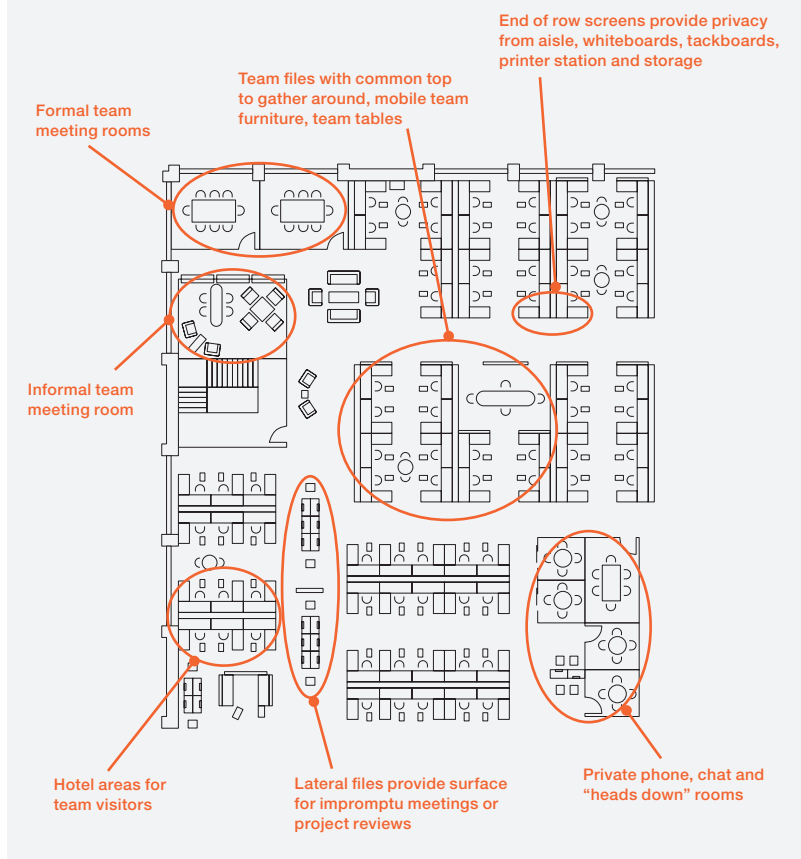 End of row screens provide privacy
from aisle, whiteboards, tackboards,
printer station and storage
Team files with common top
to gather around, mobile team
furniture, team tables
Formal team
meeting rooms
Informal team
meeting room
Hotel areas for
team visitors
Lateral files provide surface
for impromptu meetings or
project reviews
Private phone, chat and
“heads down” rooms